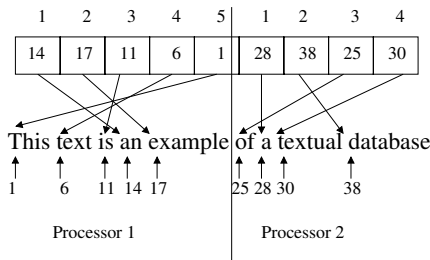 1 2 3 4 5 1 2 3 4
14 17 11 6 1 28 38 25 30
This text is an example of a textual database
1 6 11 14 17 25 28 30 38
Processor 1 Processor 2